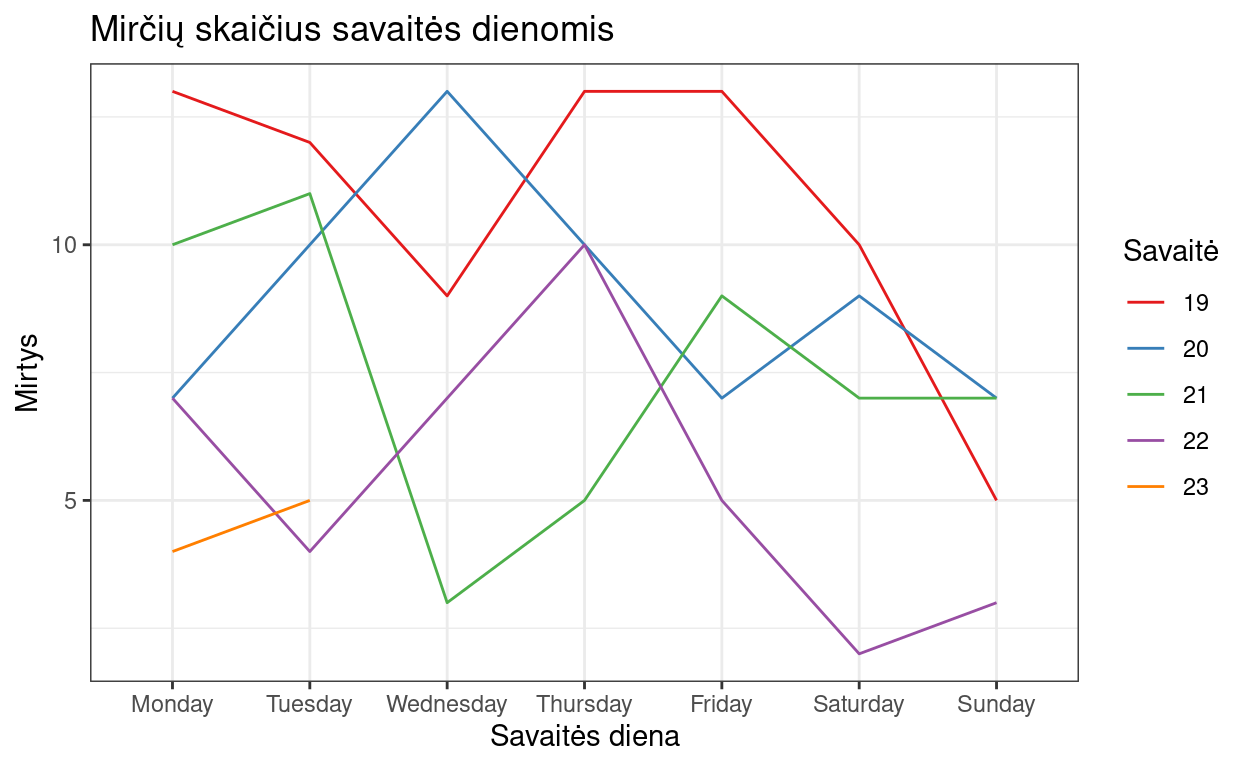 Mirčių skaičius savaitės dienomis
Mirtys
10
5
Monday Tuesday Wednesday Thursday Friday Saturday Sunday
Savaitės diena
Savaitė
19
20
21
22
23